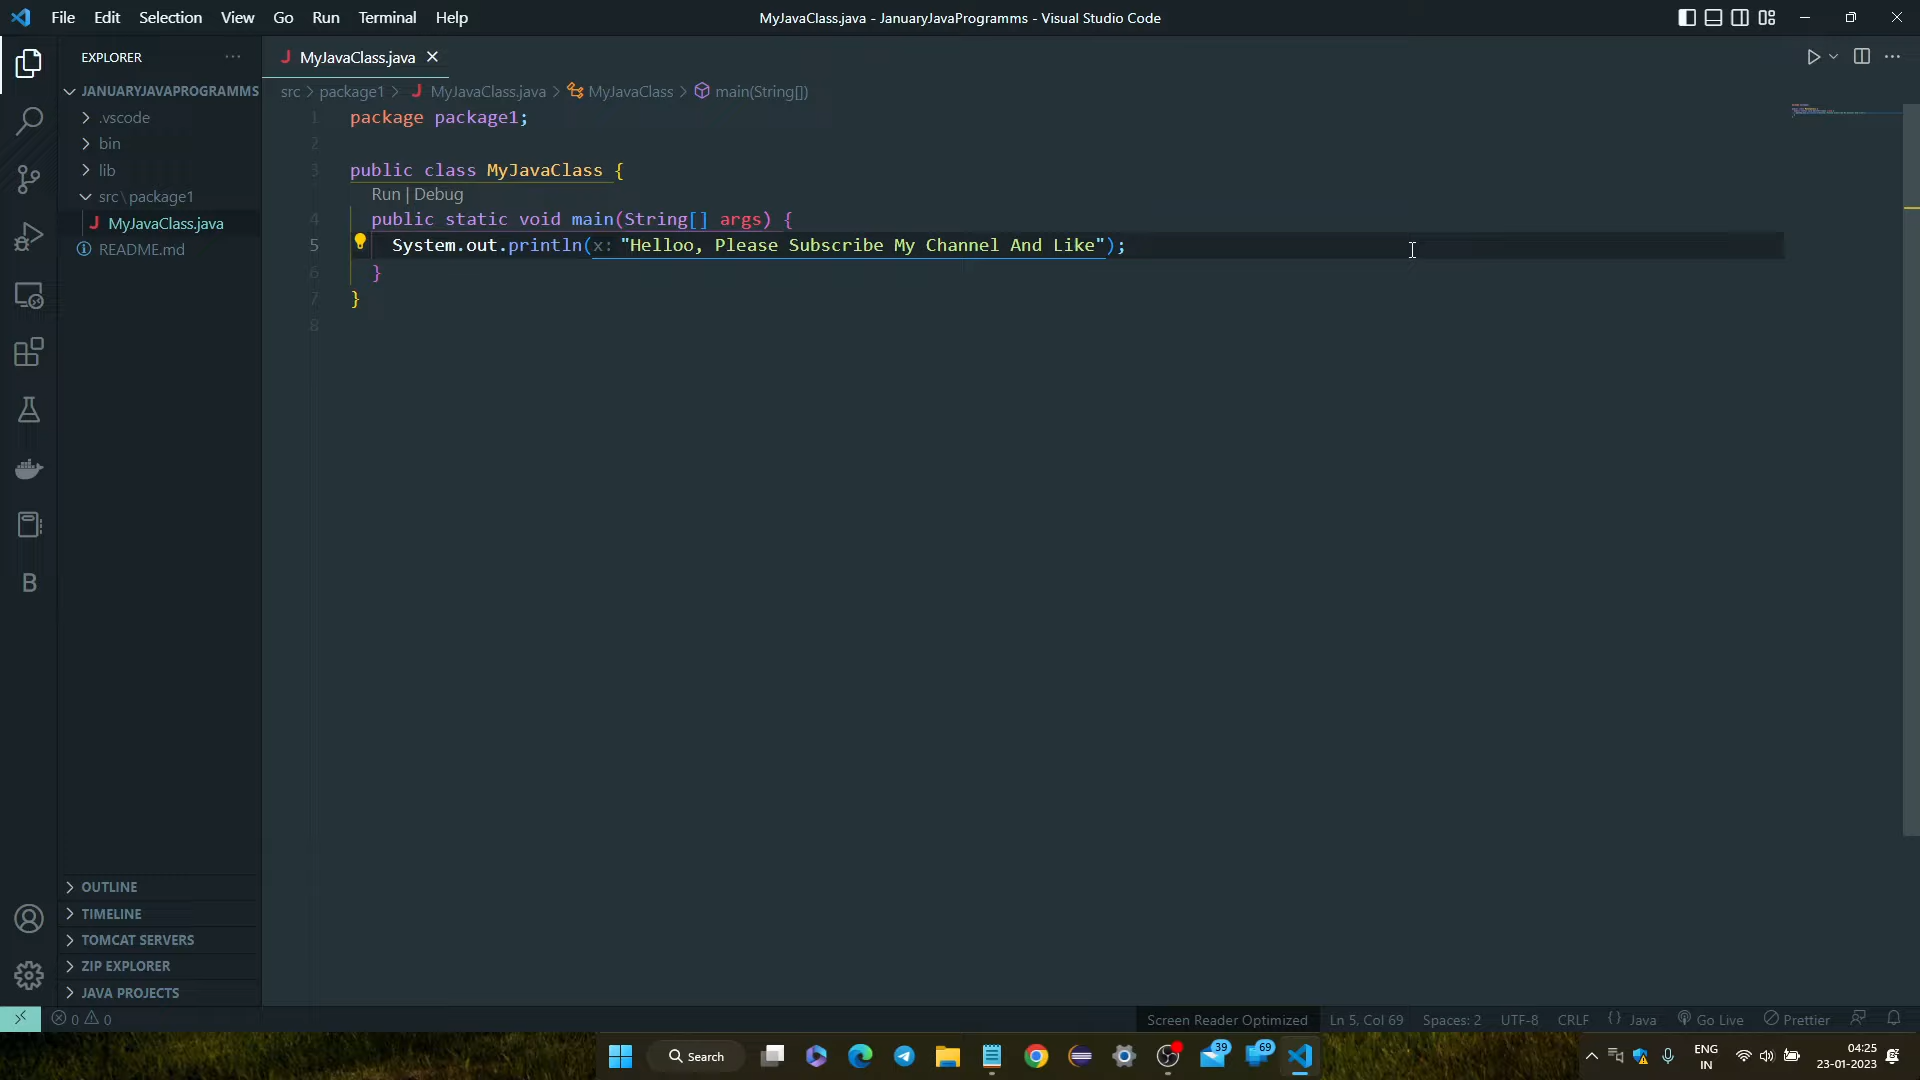 File Edit Selection View Go Run Terminal Help
MyJavaClass.java - JanuaryJavaProgramms - Visual Studio Code
EXPLORER
JANUARYJAVAPROGRAMMS
.vscode
bin
lib
src\package1
J MyJavaClass.java
README.md
OUTLINE
TIMELINE
TOMCAT SERVERS
ZIP EXPLORER
JAVA PROJECTS
J MyJavaClass.java
src > package1 > J MyJavaClass.java > MyJavaClass > main(String[])
1 package package1;
2
3 public class MyJavaClass {
Run | Debug
4 public static void main(String[] args) {
5 System.out.println(x: "Helloo, Please Subscribe My Channel And Like");
6 }
7 }
8
B
0 0
Screen Reader Optimized Ln 5, Col 69 Spaces: 2 UTF-8 CRLF {} Java Go Live Prettier
Search
39
69
ENG
IN
04:25
23-01-2023